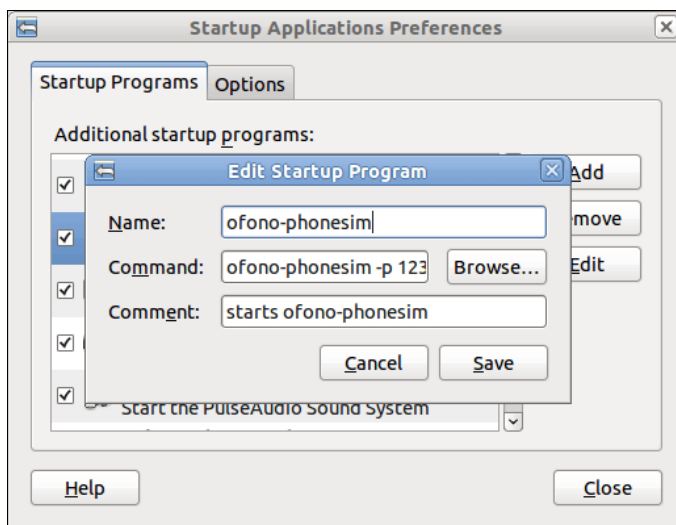 Startup Applications Preferences
Startup Programs Options
Additional startup programs:
Edit Startup Program
Add
Name: ofono-phonesim
move
Command: ofono-phonesim -p 123 Browse...
Edit
Comment: starts ofono-phonesim
Cancel Save
Start the PulseAudio Sound System
Help Close